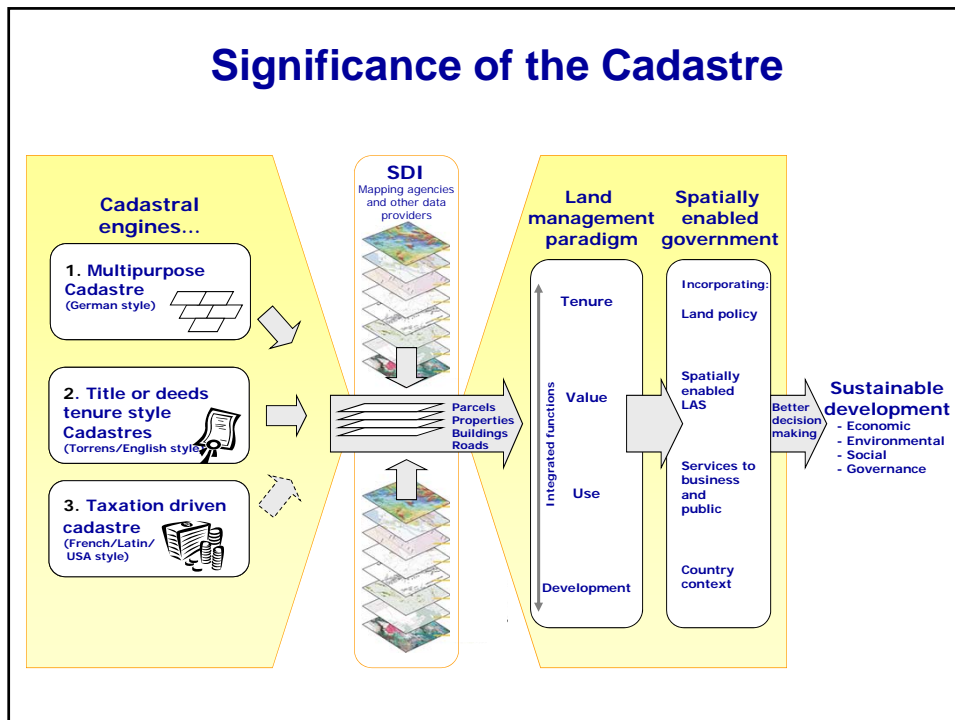 Significance of the Cadastre
Cadastral
engines…
1. Multipurpose
Cadastre
(German style)
2. Title or deeds
tenure style
Cadastres
(Torrens/English style)
3. Taxation driven
cadastre
(French/Latin/
USA style)
SDI
Mapping agencies
and other data
providers
Parcels
Properties
Buildings
Roads
Land
management
paradigm
Integrated functions
Tenure
Value
Use
Development
Spatially
enabled
government
Incorporating:
Land policy
Spatially
enabled
LAS
Services to
business
and
public
Country
context
Better
decision
making
Sustainable
development
- Economic
- Environmental
- Social
- Governance